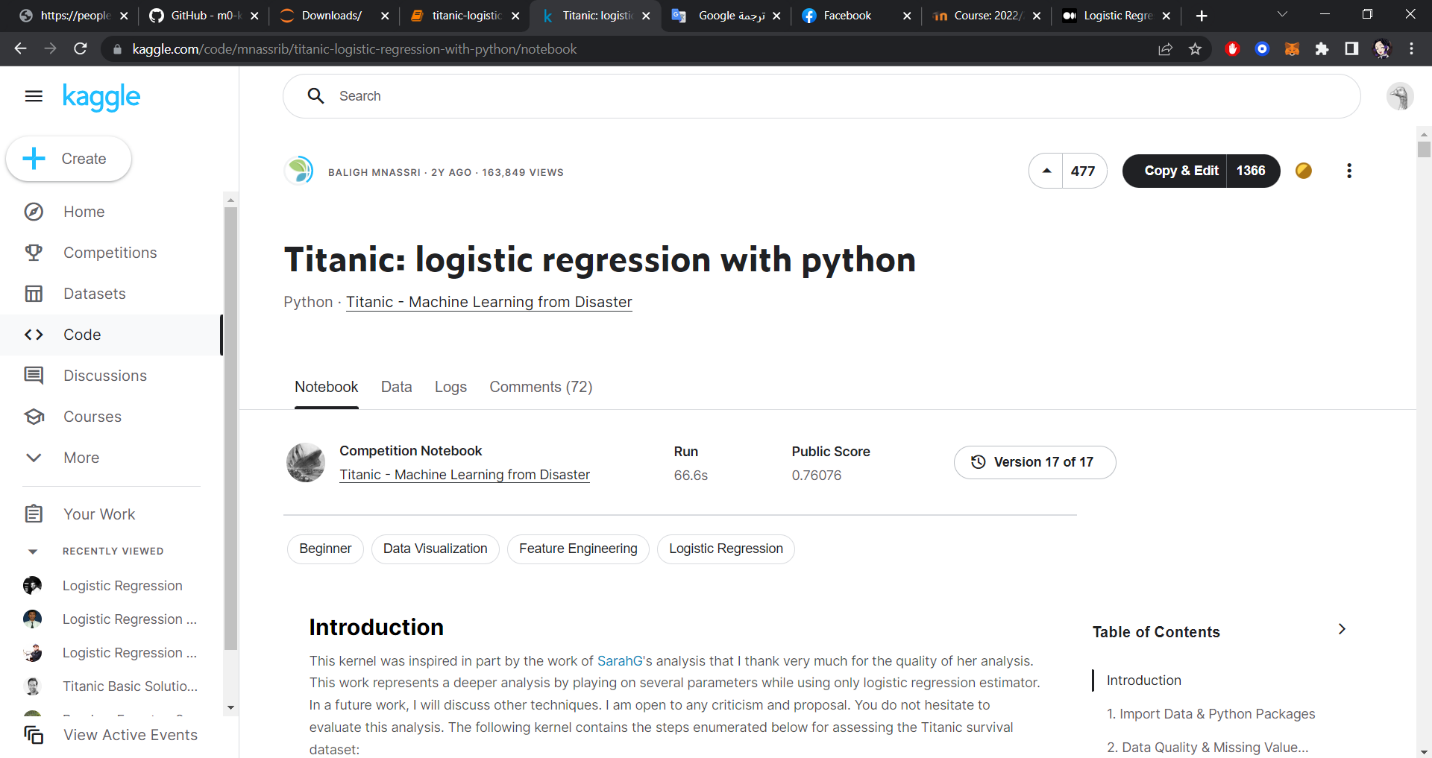 https://people
GitHub - m0-k
Downloads/
titanic-logistic
Titanic: logistic
Google ترجمة
Facebook
Course: 2022/
Logistic Regre
kaggle.com/code/mnassrib/titanic-logistic-regression-with-python/notebook
kaggle
Search
Create
BALIGH MNASSRI · 2Y AGO · 163,849 VIEWS
477
Copy & Edit 1366
Home
Competitions
Datasets
Code
Discussions
Courses
More
Your Work
RECENTLY VIEWED
Logistic Regression
Logistic Regression ...
Logistic Regression ...
Titanic Basic Solutio...
View Active Events
Titanic: logistic regression with python
Python · Titanic - Machine Learning from Disaster
Notebook Data Logs Comments (72)
Competition Notebook
Titanic - Machine Learning from Disaster
Run
66.6s
Public Score
0.76076
Version 17 of 17
Beginner Data Visualization Feature Engineering Logistic Regression
Introduction
This kernel was inspired in part by the work of SarahG's analysis that I thank very much for the quality of her analysis.
This work represents a deeper analysis by playing on several parameters while using only logistic regression estimator.
In a future work, I will discuss other techniques. I am open to any criticism and proposal. You do not hesitate to
evaluate this analysis. The following kernel contains the steps enumerated below for assessing the Titanic survival
dataset:
Table of Contents
Introduction
1. Import Data & Python Packages
2. Data Quality & Missing Value...